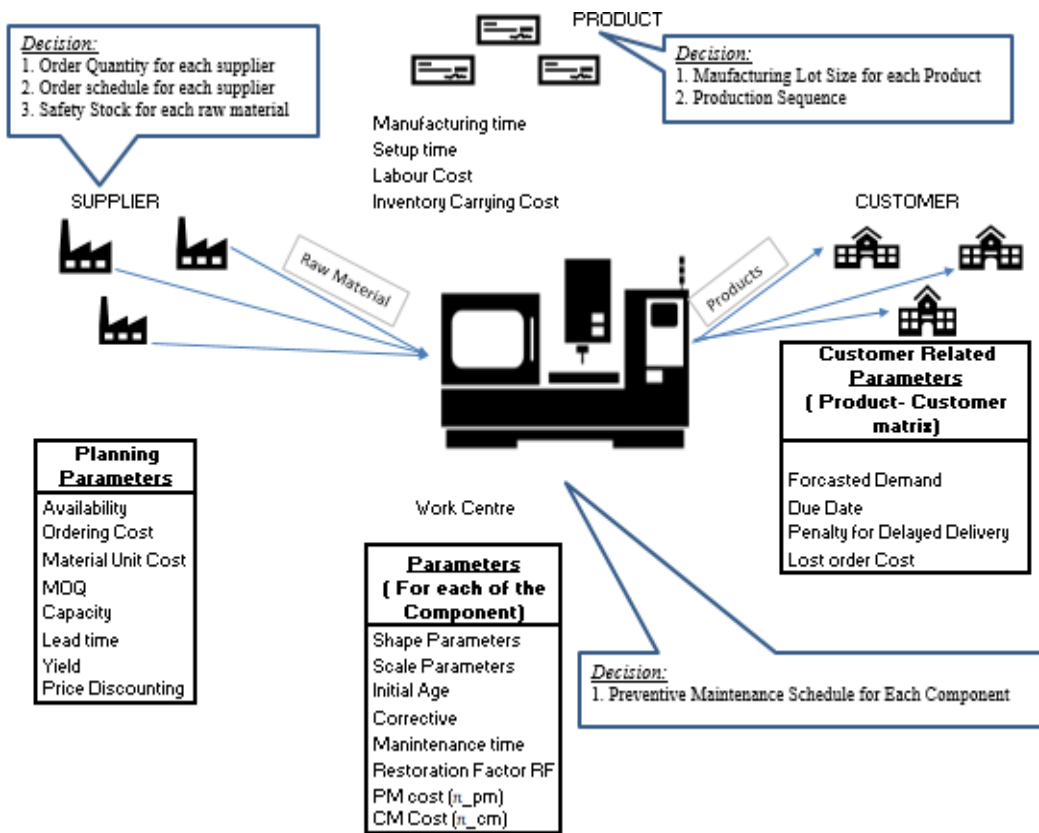 PRODUCT
Decision:
1. Order Quantity for each supplier
2. Order schedule for each supplier
3. Safety Stock for each raw material
Decision:
1. Maufacturing Lot Size for each Product
2. Production Sequence
Manufacturing time
Setup time
Labour Cost
Inventory Carrying Cost
SUPPLIER
CUSTOMER
Raw Material
Products
Customer Related
Parameters
( Product- Customer
matrix)
Forcasted Demand
Due Date
Penalty for Delayed Delivery
Lost order Cost
Planning
Parameters
Availability
Ordering Cost
Material Unit Cost
MOQ
Capacity
Lead time
Yield
Price Discounting
Work Centre
Parameters
( For each of the
Component)
Shape Parameters
Scale Parameters
Initial Age
Corrective
Manintenance time
Restoration Factor RF
PM cost (π_pm)
CM Cost (π_cm)
Decision:
1. Preventive Maintenance Schedule for Each Component